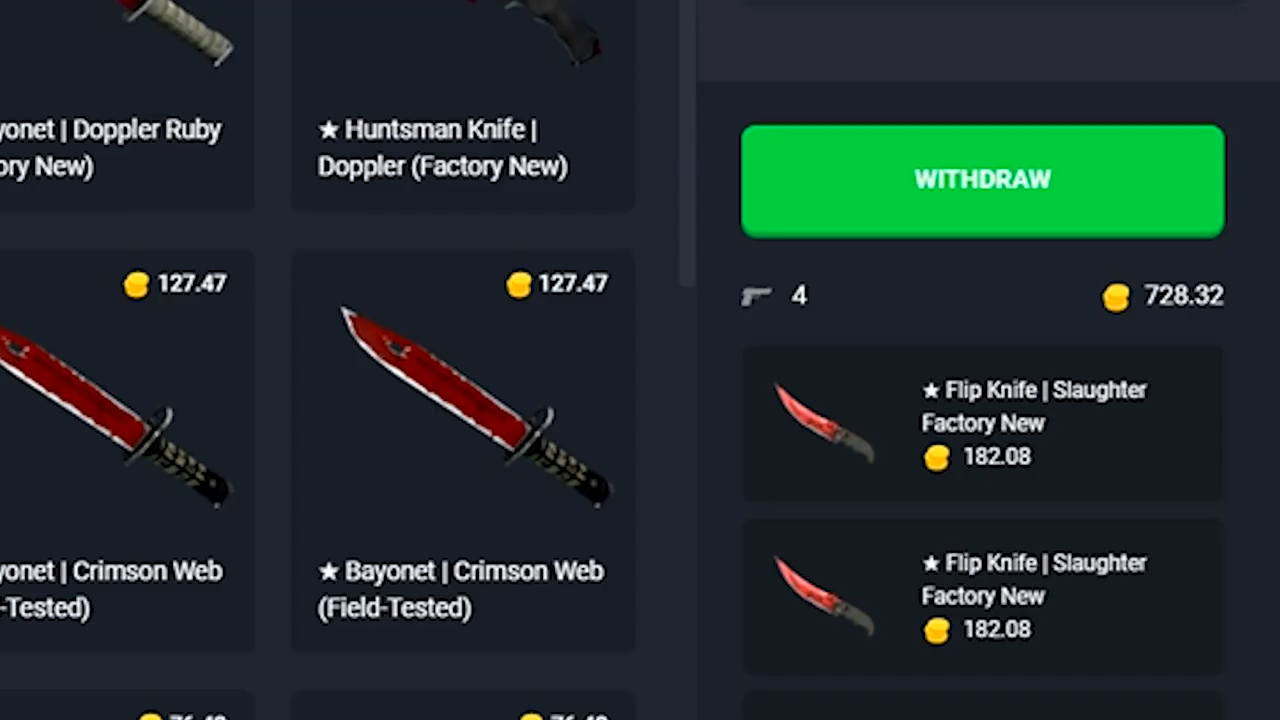 yonet | Doppler Ruby
ory New)
★ Huntsman Knife |
Doppler (Factory New)
WITHDRAW
4
728.32
127.47
127.47
★ Flip Knife | Slaughter
Factory New
182.08
yonet | Crimson Web
-Tested)
★ Bayonet | Crimson Web
(Field-Tested)
★ Flip Knife | Slaughter
Factory New
182.08